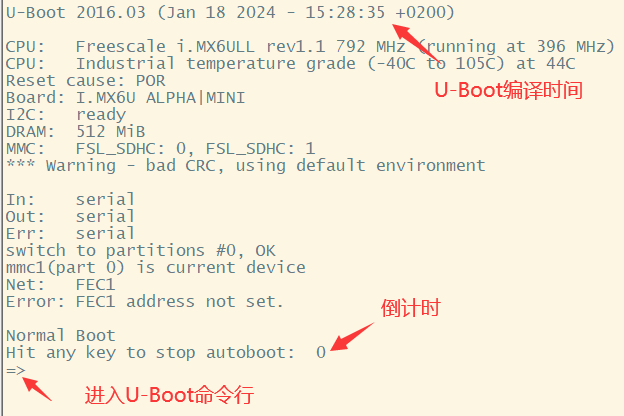 U-Boot 2016.03 (Jan 18 2024 - 15:28:35 +0200)
CPU:   Freescale i.MX6ULL rev1.1 792 MHz (running at 396 MHz)
CPU:   Industrial temperature grade (-40C to 105C) at 44C
Reset cause: POR
U-Boot编译时间
Board: I.MX6U ALPHA|MINI
I2C:   ready
DRAM:  512 MiB
MMC:   FSL_SDHC: 0, FSL_SDHC: 1
*** Warning - bad CRC, using default environment
In:    serial
Out:   serial
Err:   serial
switch to partitions #0, OK
mmc1(part 0) is current device
Net:   FEC1
Error: FEC1 address not set.
倒计时
Normal Boot
Hit any key to stop autoboot:  0
=>
进入U-Boot命令行